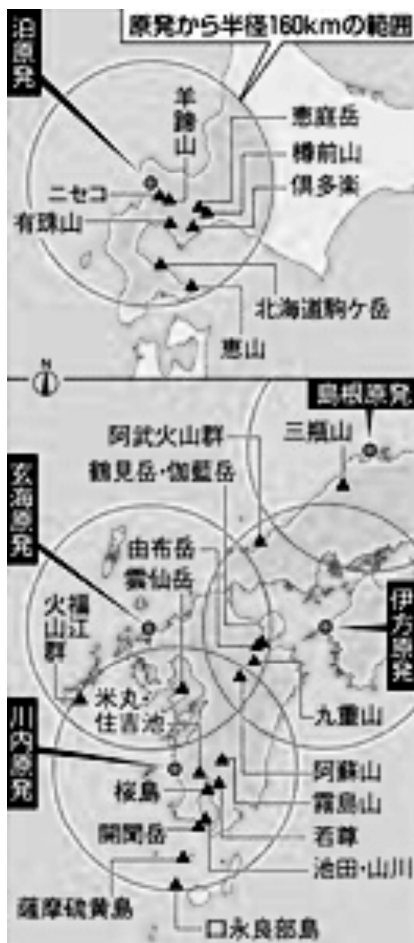 原発から半径160kmの範囲
泊原発
羊蹄山
恵庭岳
樽前山
倶多楽
ニセコ
有珠山
北海道駒ケ岳
恵山
N
島根原発
三瓶山
阿武火山群
鶴見岳・伽藍岳
玄海原発
由布岳
雲仙岳
伊方原発
福江
火山群
米丸・
住吉池
九重山
川内原発
阿蘇山
桜島
霧島山
開聞岳
若尊
池田・山川
薩摩硫黄島
口永良部島